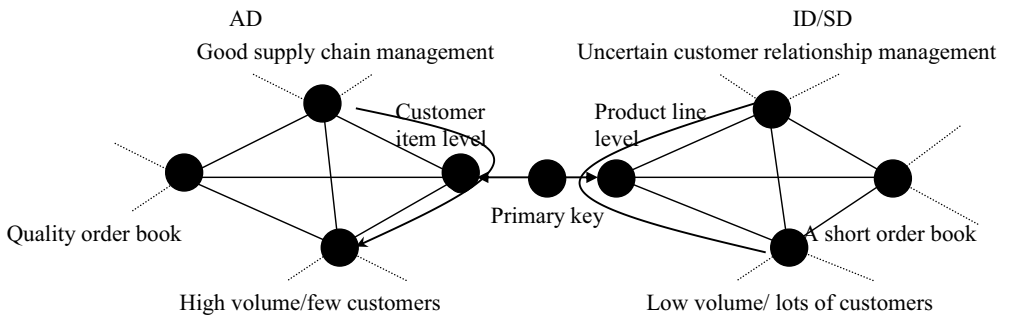 AD
ID/SD
Good supply chain management
Uncertain customer relationship management
Customer
item level
Product line
level
Primary key
Quality order book
A short order book
High volume/few customers
Low volume/ lots of customers